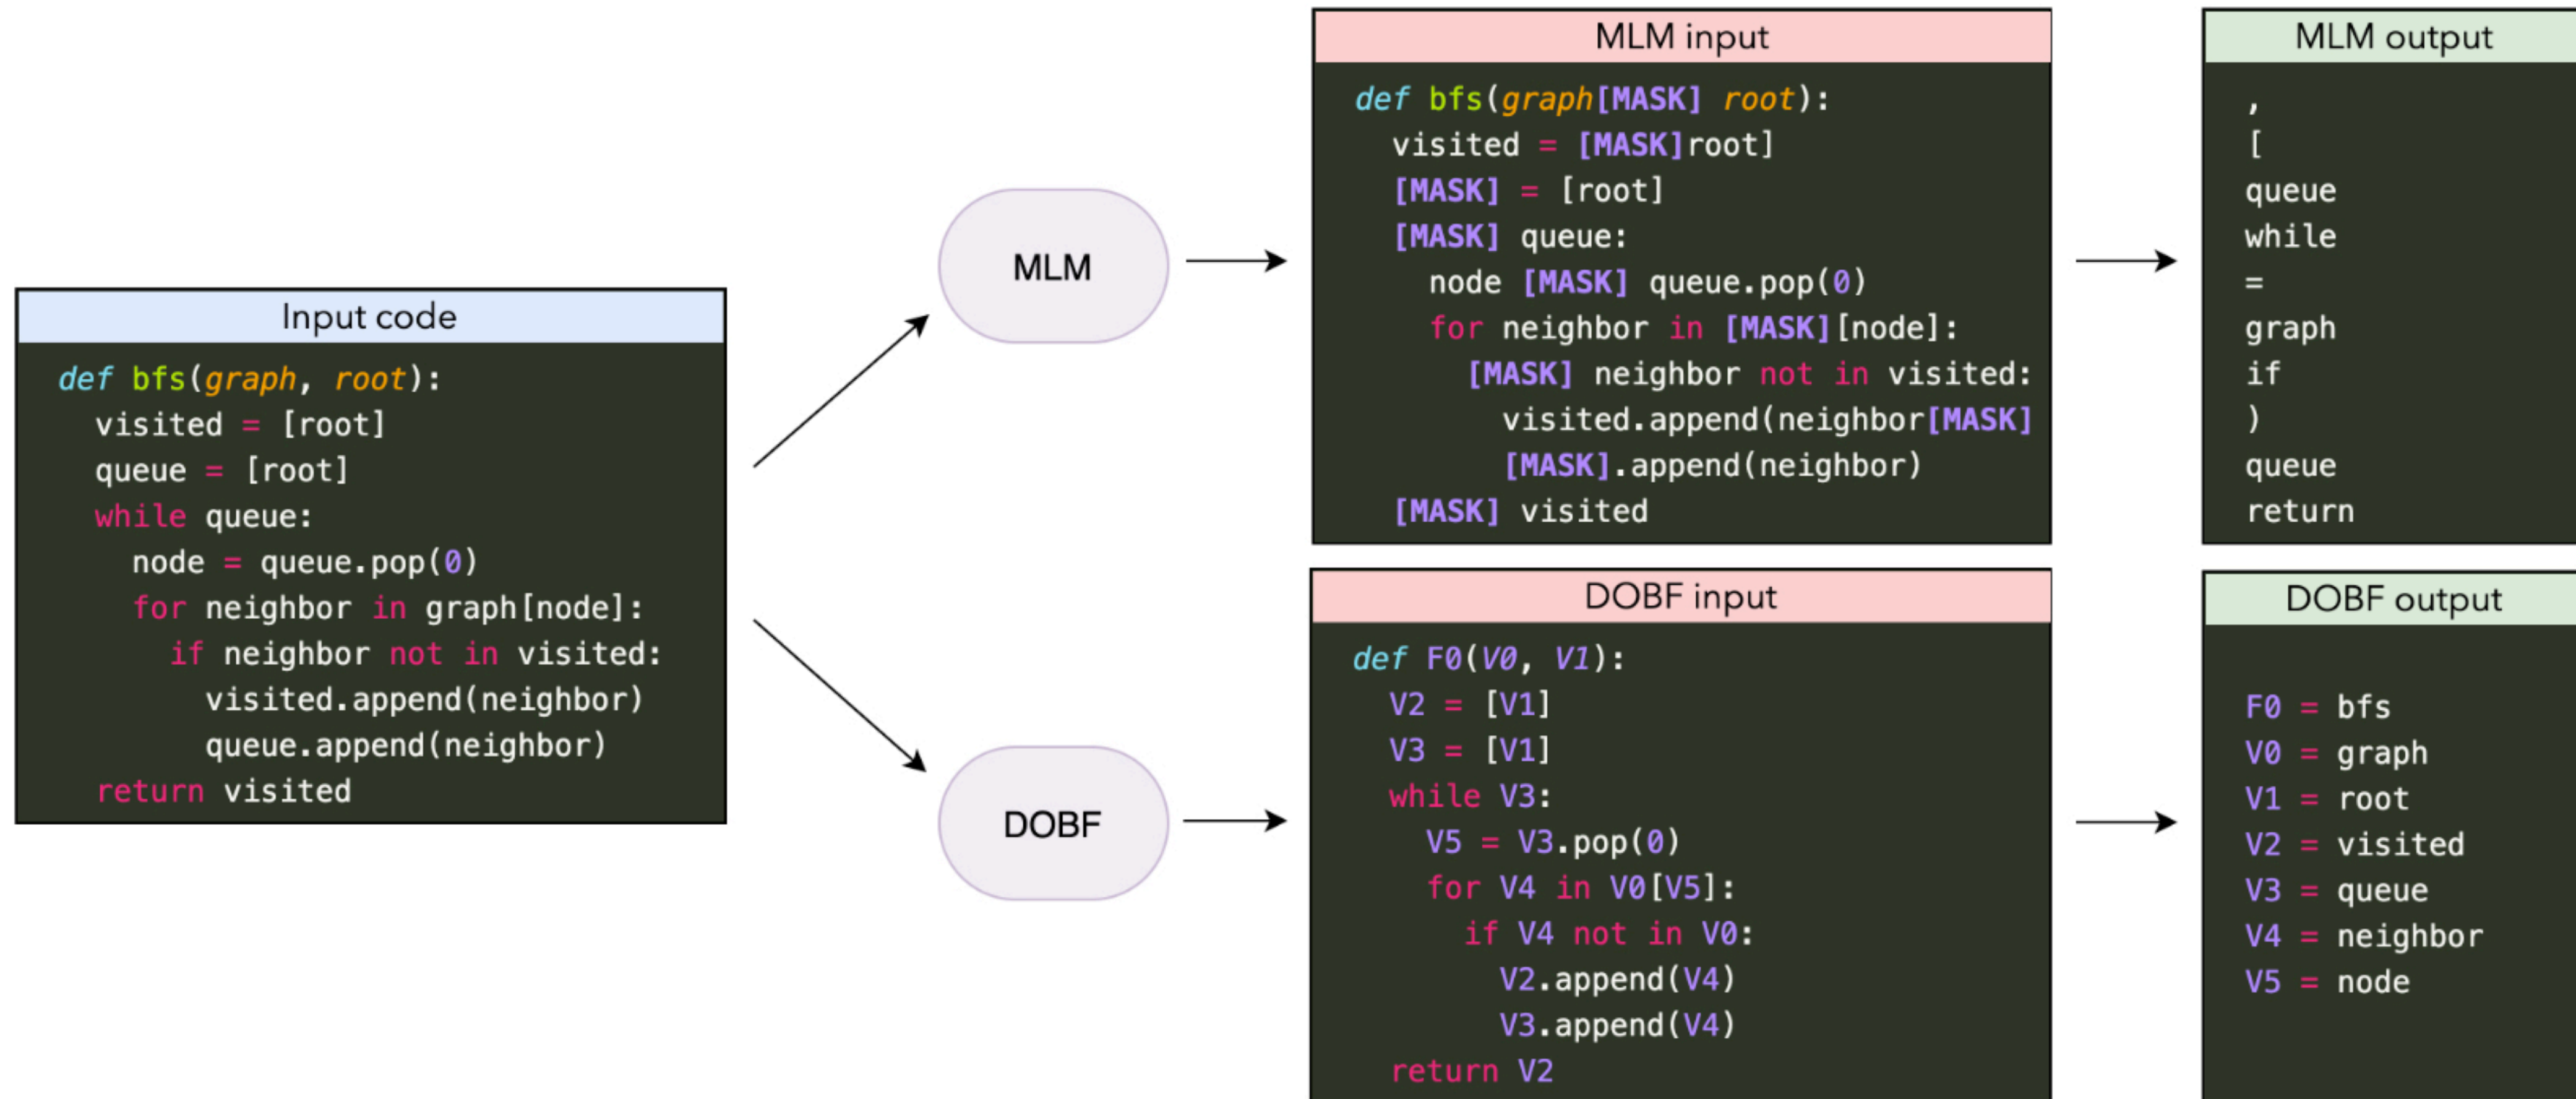 Input code
def bfs(graph, root):
  visited = [root]
  queue = [root]
  while queue:
    node = queue.pop(0)
    for neighbor in graph[node]:
      if neighbor not in visited:
        visited.append(neighbor)
        queue.append(neighbor)
  return visited
MLM
MLM input
def bfs(graph[MASK] root):
  visited = [MASK]root]
  [MASK] = [root]
  [MASK] queue:
    node [MASK] queue.pop(0)
    for neighbor in [MASK][node]:
      [MASK] neighbor not in visited:
        visited.append(neighbor[MASK]
        [MASK].append(neighbor)
  [MASK] visited
MLM output
,
[
queue
while
=
graph
if
)
queue
return
DOBF
DOBF input
def F0(V0, V1):
  V2 = [V1]
  V3 = [V1]
  while V3:
    V5 = V3.pop(0)
    for V4 in V0[V5]:
      if V4 not in V0:
        V2.append(V4)
        V3.append(V4)
  return V2
DOBF output
F0 = bfs
V0 = graph
V1 = root
V2 = visited
V3 = queue
V4 = neighbor
V5 = node